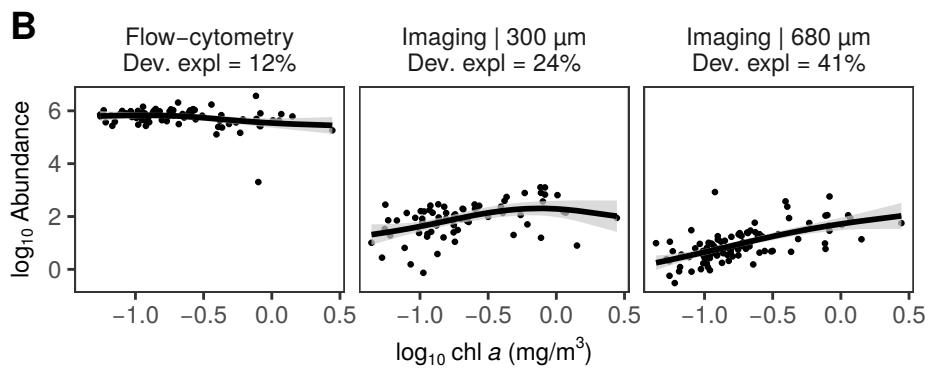 B
Flow−cytometry
Dev. expl = 12%
Imaging | 300 µm
Dev. expl = 24%
Imaging | 680 µm
Dev. expl = 41%
log₁₀ Abundance
6
4
2
0
−1.0 −0.5 0.0 0.5
−1.0 −0.5 0.0 0.5
−1.0 −0.5 0.0 0.5
log₁₀ chl a (mg/m³)